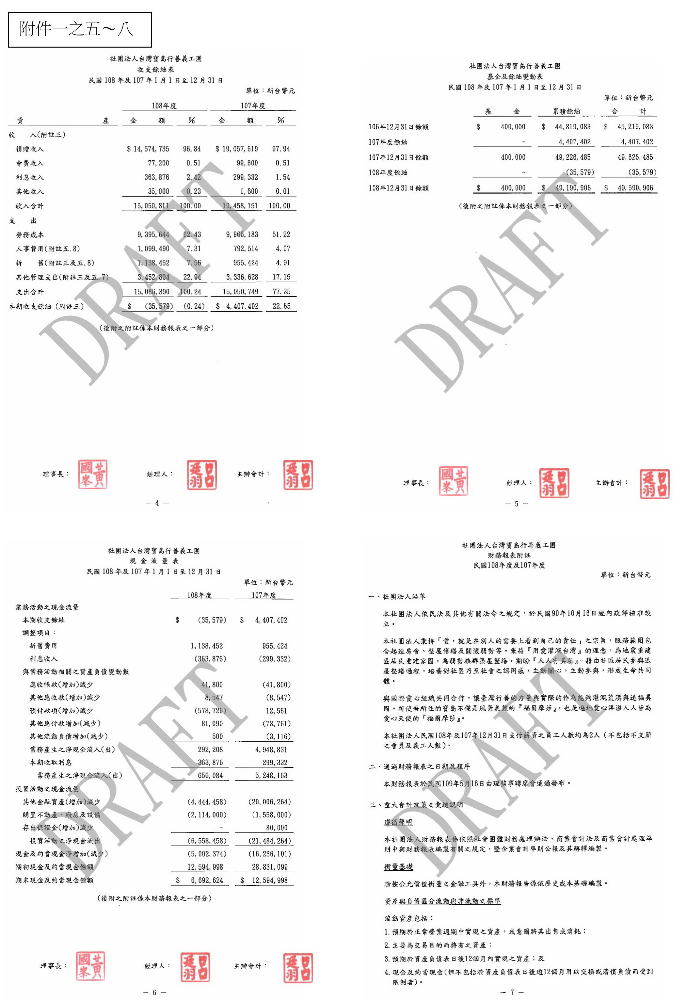 附件一之五～八
社團法人台灣寶島行善義工團
收支餘絀表
民國 108 年及 107 年 1 月 1 日至 12 月 31 日
單位：新台幣元
108年度 107年度
資 產 金 額 % 金 額 %
收 入(附註三)
捐贈收入 $ 14,574,735 96.84 $ 19,057,619 97.94
會費收入 77,200 0.51 99,600 0.51
利息收入 363,876 2.42 299,332 1.54
其他收入 35,000 0.23 1,600 0.01
收入合計 15,050,811 100.00 19,458,151 100.00
支 出
勞務成本 9,395,644 62.43 9,966,183 51.22
人事費用(附註五.8) 1,099,490 7.31 792,514 4.07
折 舊(附註三及五.8) 1,138,452 7.56 955,424 4.91
其他管理支出(附註三及五.7) 3,452,804 22.94 3,336,628 17.15
支出合計 15,086,390 100.24 15,050,749 77.35
本期收支餘絀 (附註三) $ (35,579) (0.24) $ 4,407,402 22.65
(後附之附註係本財務報表之一部分)
DRAFT
理事長： 黃國峯 經理人： 呂廷羽 主辦會計： 呂廷羽
— 4 —
社團法人台灣寶島行善義工團
基金及餘絀變動表
民國 108 年及 107 年 1 月 1 日至 12 月 31 日
單位：新台幣元
基 金 累積餘絀 合 計
106年12月31日餘額 $ 400,000 $ 44,819,083 $ 45,219,083
107年度餘絀 - 4,407,402 4,407,402
107年12月31日餘額 400,000 49,226,485 49,626,485
108年度餘絀 - (35,579) (35,579)
108年12月31日餘額 $ 400,000 $ 49,190,906 $ 49,590,906
(後附之附註係本財務報表之一部分)
DRAFT
理事長： 黃國峯 經理人： 呂廷羽 主辦會計： 呂廷羽
— 5 —
社團法人台灣寶島行善義工團
現 金 流 量 表
民國 108 年及 107 年 1 月 1 日至 12 月 31 日
單位：新台幣元
108年度 107年度
業務活動之現金流量
本期收支餘絀 $ (35,579) $ 4,407,402
調整項目：
折舊費用 1,138,452 955,424
利息收入 (363,876) (299,332)
與業務活動相關之資產負債變動數
應收帳款(增加)減少 41,800 (41,800)
其他應收款(增加)減少 8,547 (8,547)
預付款項(增加)減少 (578,726) 12,561
其他應付款增加(減少) 81,090 (73,761)
其他流動負債增加(減少) 500 (3,116)
業務產生之淨現金流入(出) 292,208 4,948,831
本期收取利息 363,876 299,332
業務產生之淨現金流入(出) 656,084 5,248,163
投資活動之現金流量
其他金融資產(增加)減少 (4,444,458) (20,006,264)
購置不動產、廠房及設備 (2,114,000) (1,558,000)
存出保證金(增加)減少 - 80,000
投資活動之淨現金流出 (6,558,458) (21,484,264)
現金及約當現金淨增加(減少) (5,902,374) (16,236,101)
期初現金及約當現金餘額 12,594,998 28,831,099
期末現金及約當現金餘額 $ 6,692,624 $ 12,594,998
(後附之附註係本財務報表之一部分)
DRAFT
理事長： 黃國峯 經理人： 呂廷羽 主辦會計： 呂廷羽
— 6 —
社團法人台灣寶島行善義工團
財務報表附註
民國108年度及107年度
單位：新台幣元
一、社團法人沿革
本社團法人依民法及其他有關法令之規定，於民國90年10月16日經內政部核准設
立。
本社團法人秉持「愛，就是在別人的需要上看到自己的責任」之宗旨，服務範圍包
含起造房舍、整屋修繕及關懷弱勢等。秉持『用愛灌溉台灣』的理念，為地震重建
區居民重建家園，為弱勢族群築屋整繕，期盼『人人有其屋』。藉由社區居民參與造
屋整繕過程，培養對社區乃至社會之認同感，主動關心，主動參與，形成生命共同
體。
與國際愛心組織共同合作，讓臺灣行善的力量與實際的作為能夠灌溉荒漠與造福異
國。祈使吾所住的寶島不僅是風景美麗的『福爾摩莎』，也是遍地愛心洋溢人人皆為
愛心天使的『福爾摩莎』。
本社團法人民國108年及107年12月31日支付薪資之員工人數均為2人（不包括不支薪
之會員及義工人數）。
二、通過財務報表之日期及程序
本財務報表於民國109年5月16日由理監事聯席會通過發布。
三、重大會計政策之彙總說明
遵循聲明
本社團法人財務報表係依照社會團體財務處理辦法、商業會計法及商業會計處理準
則中與財務報表編製有關之規定，暨企業會計準則公報及其解釋編製。
衡量基礎
除按公允價值衡量之金融工具外，本財務報告係依歷史成本基礎編製。
資產與負債區分流動與非流動之標準
流動資產包括：
1. 預期於正常營業週期中實現之資產，或意圖將其出售或消耗；
2. 主要為交易目的而持有之資產；
3. 預期於資產負債表日後12個月內實現之資產；及
4. 現金及約當現金(但不包括於資產負債表日後逾12個月用以交換或清償負債而受到
限制者)。
DRAFT
— 7 —